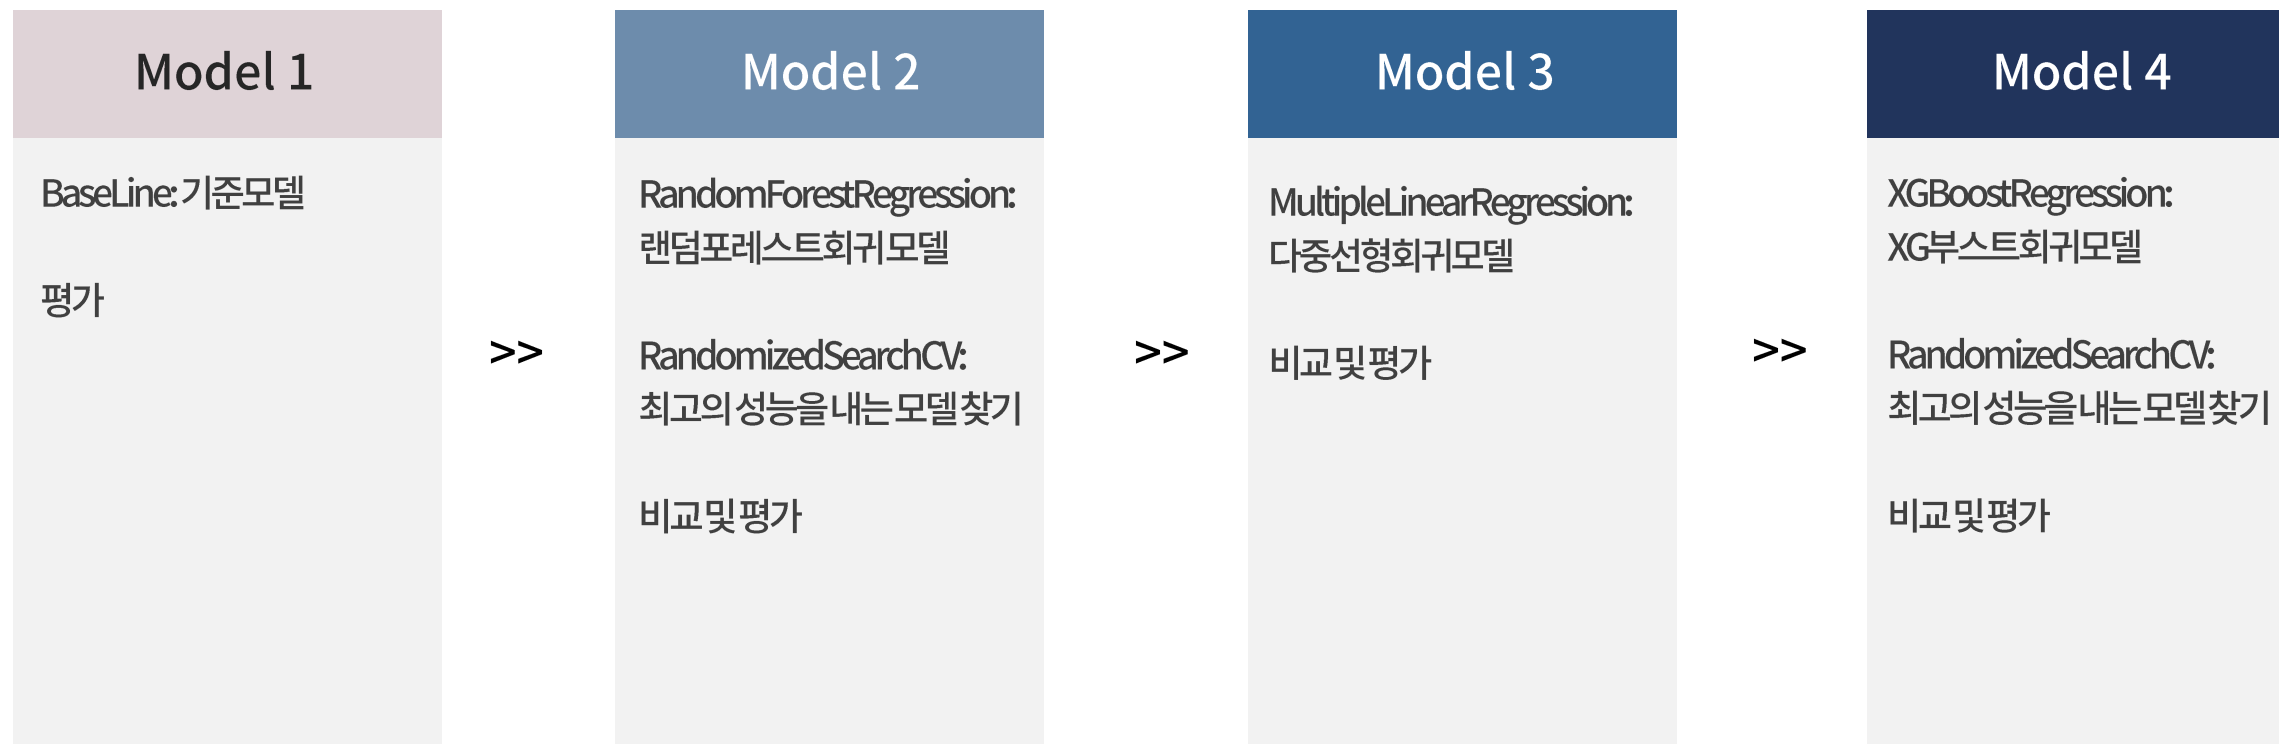 Model 1
BaseLine: 기준모델
평가
>>
Model 2
RandomForestRegression:
랜덤포레스트회귀 모델
RandomizedSearchCV:
최고의 성능을 내는 모델 찾기
비교 및 평가
>>
Model 3
MultipleLinearRegression:
다중선형회귀모델
비교 및 평가
>>
Model 4
XGBoostRegression:
XG부스트회귀모델
RandomizedSearchCV:
최고의 성능을 내는 모델 찾기
비교 및 평가